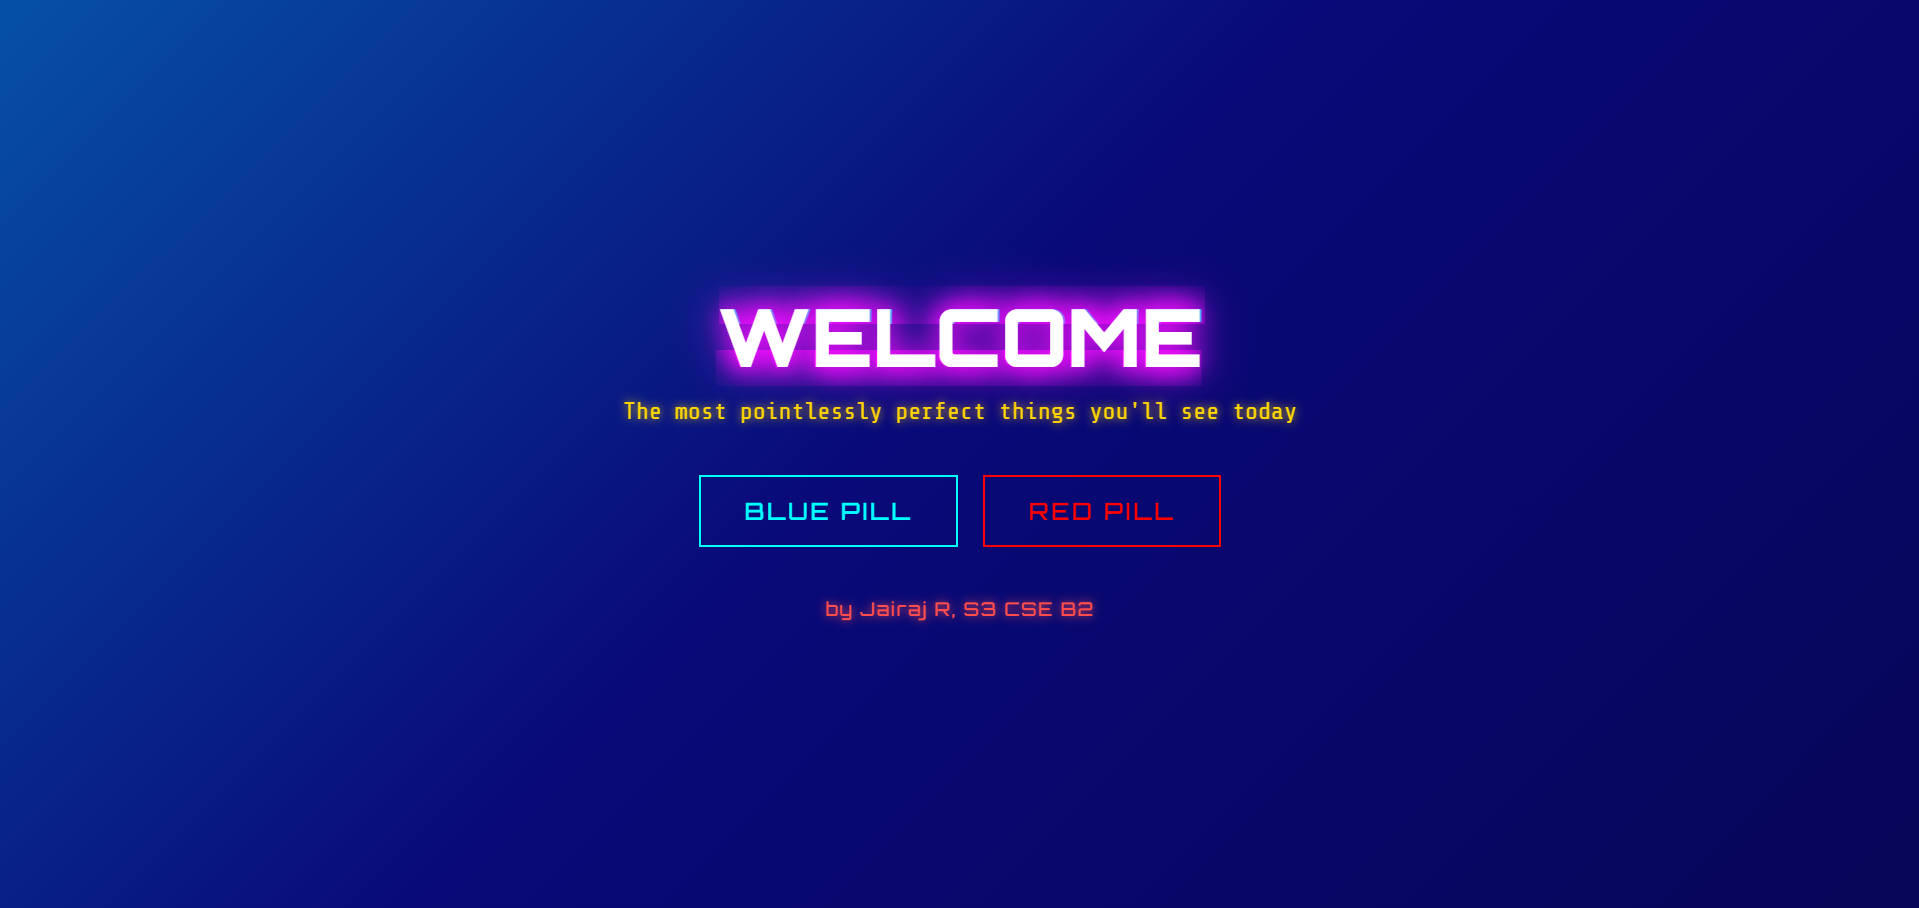 WELCOME
The most pointlessly perfect things you'll see today
BLUE PILL
RED PILL
by Jairaj R, S3 CSE B2